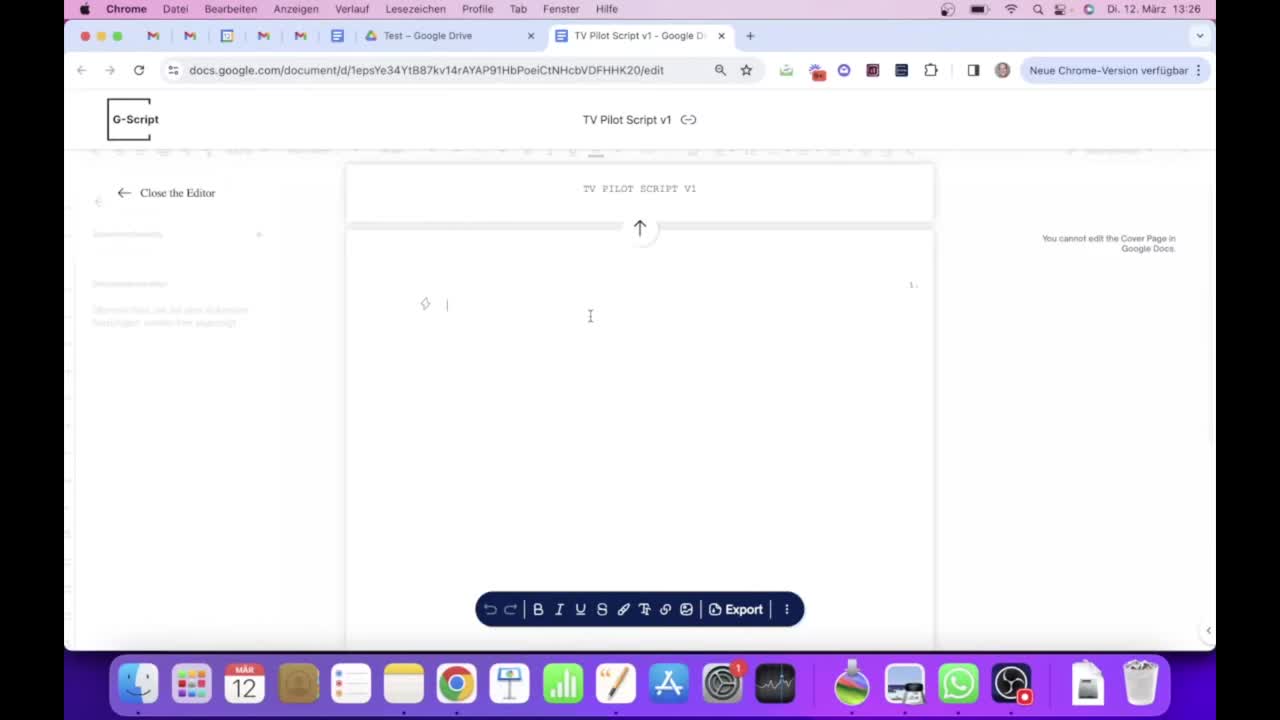 Chrome Datei Bearbeiten Anzeigen Verlauf Lesezeichen Profile Tab Fenster Hilfe Di. 12. März 13:26
Test – Google Drive TV Pilot Script v1 - Google D
docs.google.com/document/d/1epsYe34YtB87kv14rAYAP91HbPoeiCtNHcbVDFHHK20/edit Neue Chrome-Version verfügbar
G-Script TV Pilot Script v1
Close the Editor
TV PILOT SCRIPT V1
You cannot edit the Cover Page in
Google Docs.
1.
B I U S Export
MÄR
12
1